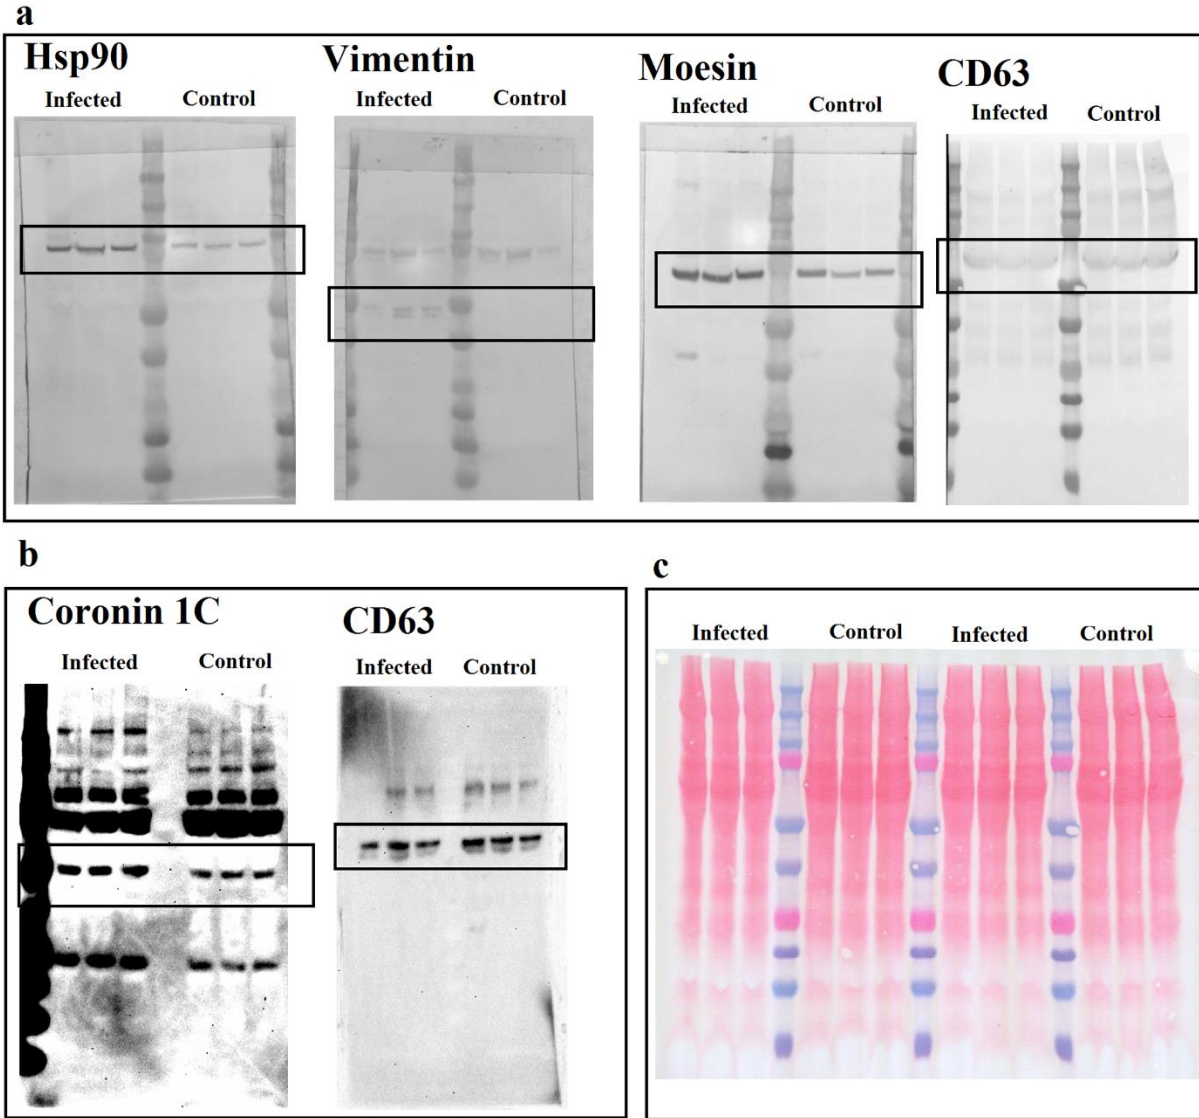 a
Hsp90
Infected Control
Vimentin
Infected Control
Moesin
Infected Control
CD63
Infected Control
b
Coronin 1C
Infected Control
CD63
Infected Control
c
Infected Control Infected Control